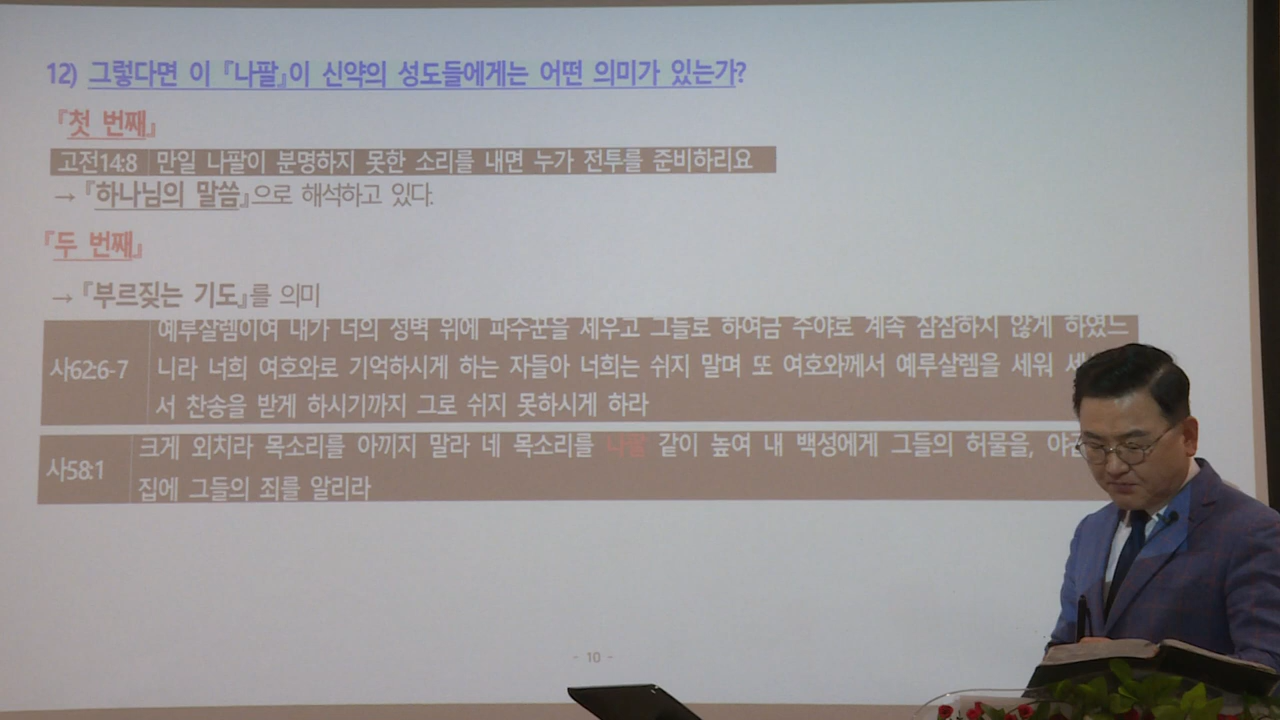 12) 그렇다면 이 『나팔』이 신약의 성도들에게는 어떤 의미가 있는가?
『첫 번째』
고전14:8 만일 나팔이 분명하지 못한 소리를 내면 누가 전투를 준비하리요
→ 『하나님의 말씀』으로 해석하고 있다.
『두 번째』
→ 『부르짖는 기도』를 의미
예루살렘이여 내가 너의 성벽 위에 파수꾼을 세우고 그들로 하여금 주야로 계속 잠잠하지 않게 하였느
사62:6-7 니라 너희 여호와로 기억하시게 하는 자들아 너희는 쉬지 말며 또 여호와께서 예루살렘을 세워
서 찬송을 받게 하시기까지 그로 쉬지 못하시게 하라
크게 외치라 목소리를 아끼지 말라 네 목소리를 나팔 같이 높여 내 백성에게 그들의 허물을,
사58:1
집에 그들의 죄를 알리라
- 10 -